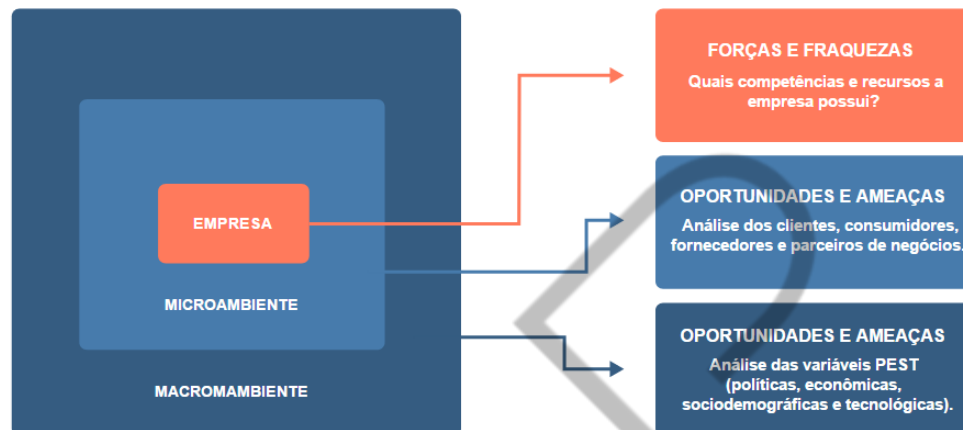 FORÇAS E FRAQUEZAS
Quais competências e recursos a
empresa possui?
EMPRESA
MICROAMBIENTE
MACROMAMBIENTE
OPORTUNIDADES E AMEAÇAS
Análise dos clientes, consumidores,
fornecedores e parceiros de negócios.
OPORTUNIDADES E AMEAÇAS
Análise das variáveis PEST
(políticas, econômicas,
sociodemográficas e tecnológicas).